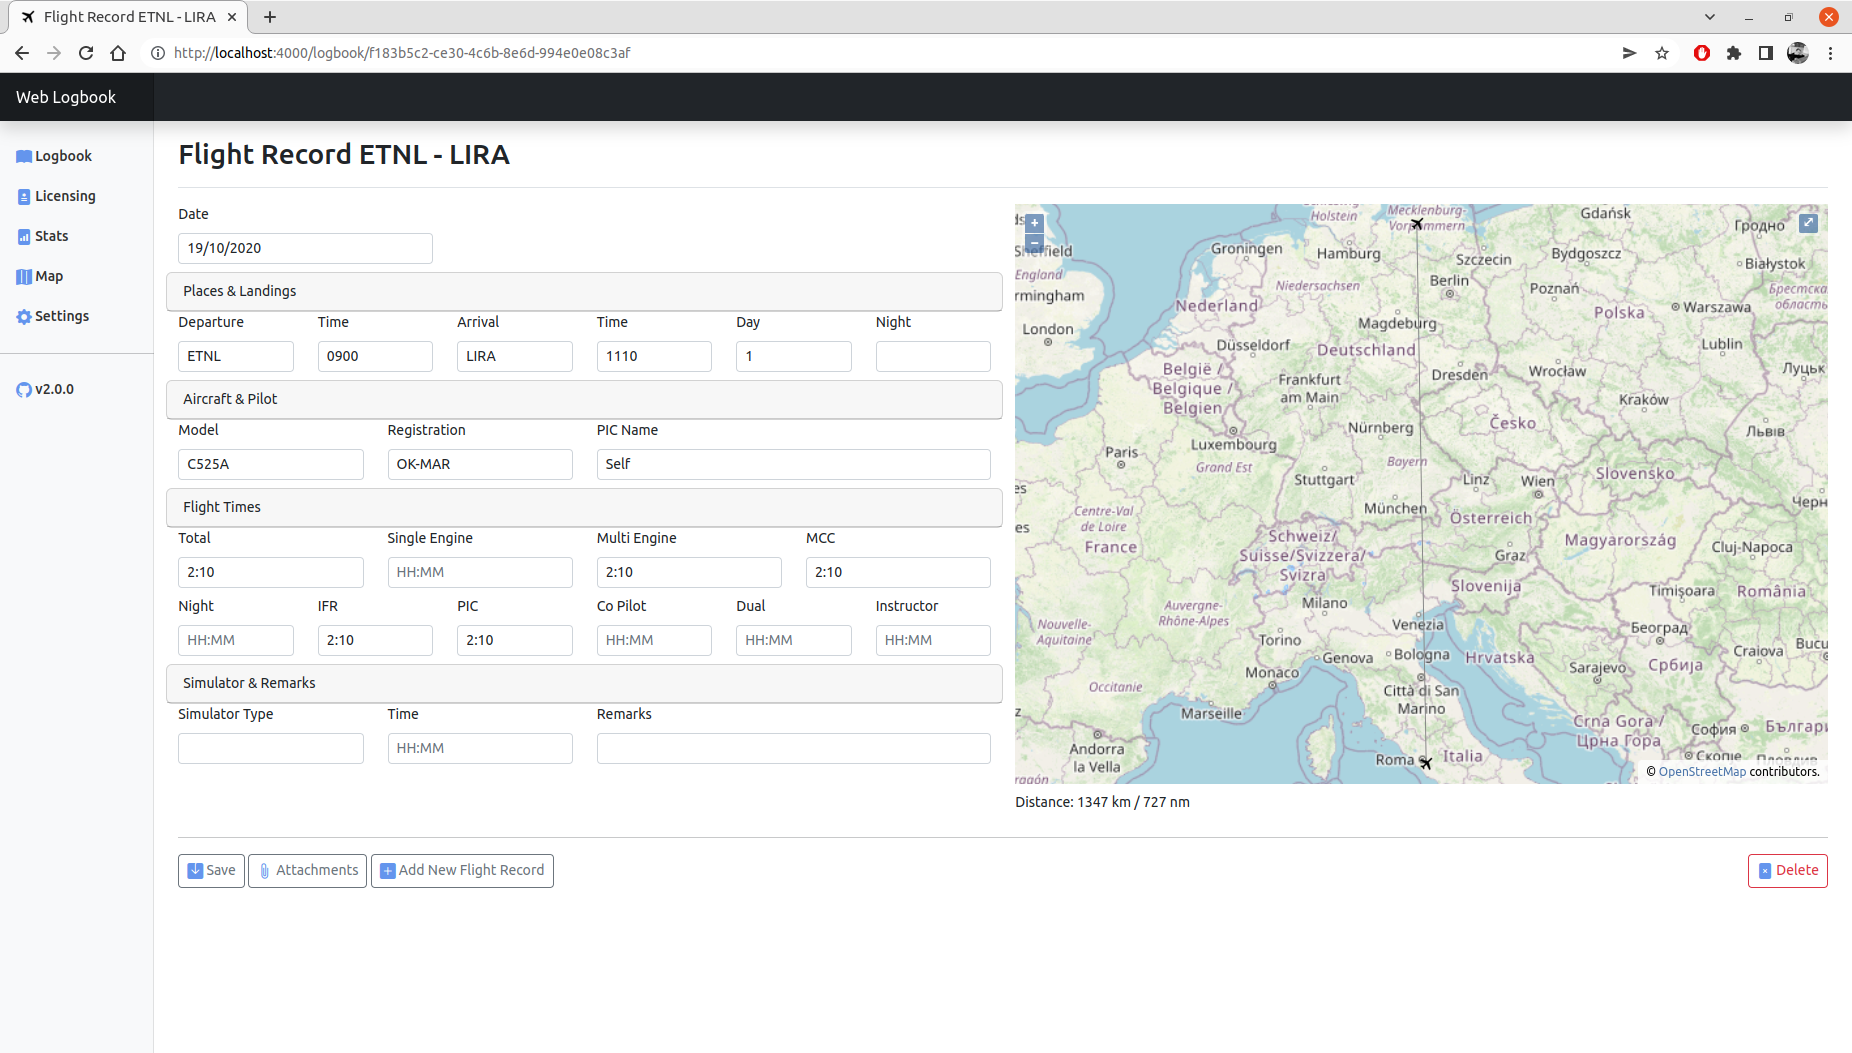 Flight Record ETNL - LIRA
http://localhost:4000/logbook/f183b5c2-ce30-4c6b-8e6d-994e0e08c3af
Web Logbook
Logbook
Licensing
Stats
Map
Settings
v2.0.0
Flight Record ETNL - LIRA
Date
19/10/2020
Places & Landings
Departure Time Arrival Time Day Night
ETNL 0900 LIRA 1110 1
Aircraft & Pilot
Model Registration PIC Name
C525A OK-MAR Self
Flight Times
Total Single Engine Multi Engine MCC
2:10 HH:MM 2:10 2:10
Night IFR PIC Co Pilot Dual Instructor
HH:MM 2:10 2:10 HH:MM HH:MM HH:MM
Simulator & Remarks
Simulator Type Time Remarks
HH:MM
Holstein
Mecklenburg-
Vorpommern
Gdańsk
Гродно
Groningen
Hamburg
Szczecin
Bydgoszcz
Białystok
Sheffield
England
rmingham
Niedersachsen
Berlin
Poznań
Warszawa
Брестска
область
Nederland
Polska
London
Magdeburg
Düsseldorf
Deutschland
Lublin
België /
Belgique /
Belgien
Frankfurt
am Main
Dresden
Wrocław
Луцьк
Kraków
Česko
Nürnberg
Львів
Luxembourg
Grand Est
Paris
Bayern
Slovensko
Stuttgart
Linz
Wien
München
Österreich
Centre-Val
de Loire
France
Schweiz/
Suisse/Svizzera/
Svizra
Magyarország
Graz
Cluj-Napoca
Slovenija
Timișoara
România
Auvergne-
Rhône-Alpes
Milano
Nouvelle-
Aquitaine
Torino
Venezia
Београд
Genova
Bologna
Hrvatska
Sarajevo
Србија
Craiova
Bucu
Monaco
Occitanie
Città di San
Marino
Marseille
Crna Gora /
Црна Гора
София
Българи
Andorra
la Vella
Roma
Italia
Скопје
© OpenStreetMap contributors.
Distance: 1347 km / 727 nm
Save Attachments Add New Flight Record Delete